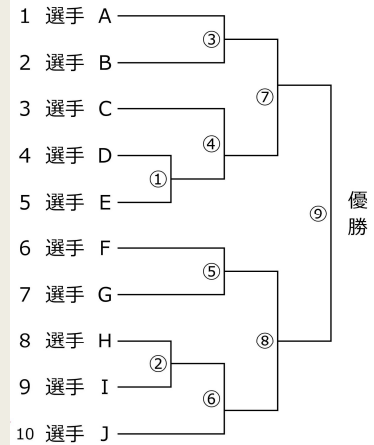 1 選手 A
2 選手 B
3 選手 C
4 選手 D
5 選手 E
6 選手 F
7 選手 G
8 選手 H
9 選手 I
10 選手 J
①
②
③
④
⑤
⑥
⑦
⑧
⑨
優勝